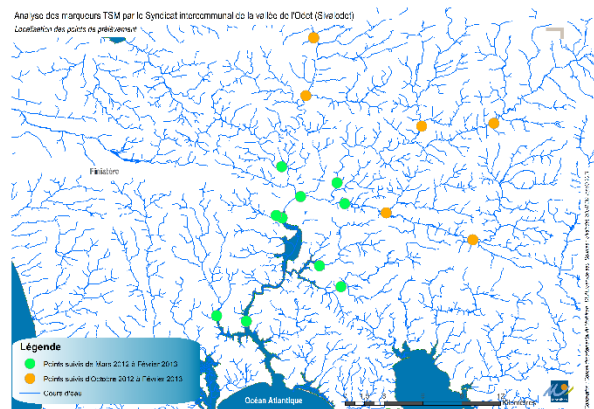 Analyse des marqueurs TSM par le Syndicat intercommunal de la vallée de l'Odet (Sivalodet)
Localisation des points de prélèvement
Finistère
Légende
Points suivis de Mars 2012 à Février 2013
Points suivis d'Octobre 2012 à Février 2013
Cours d'eau
Océan Atlantique
Kilomètres